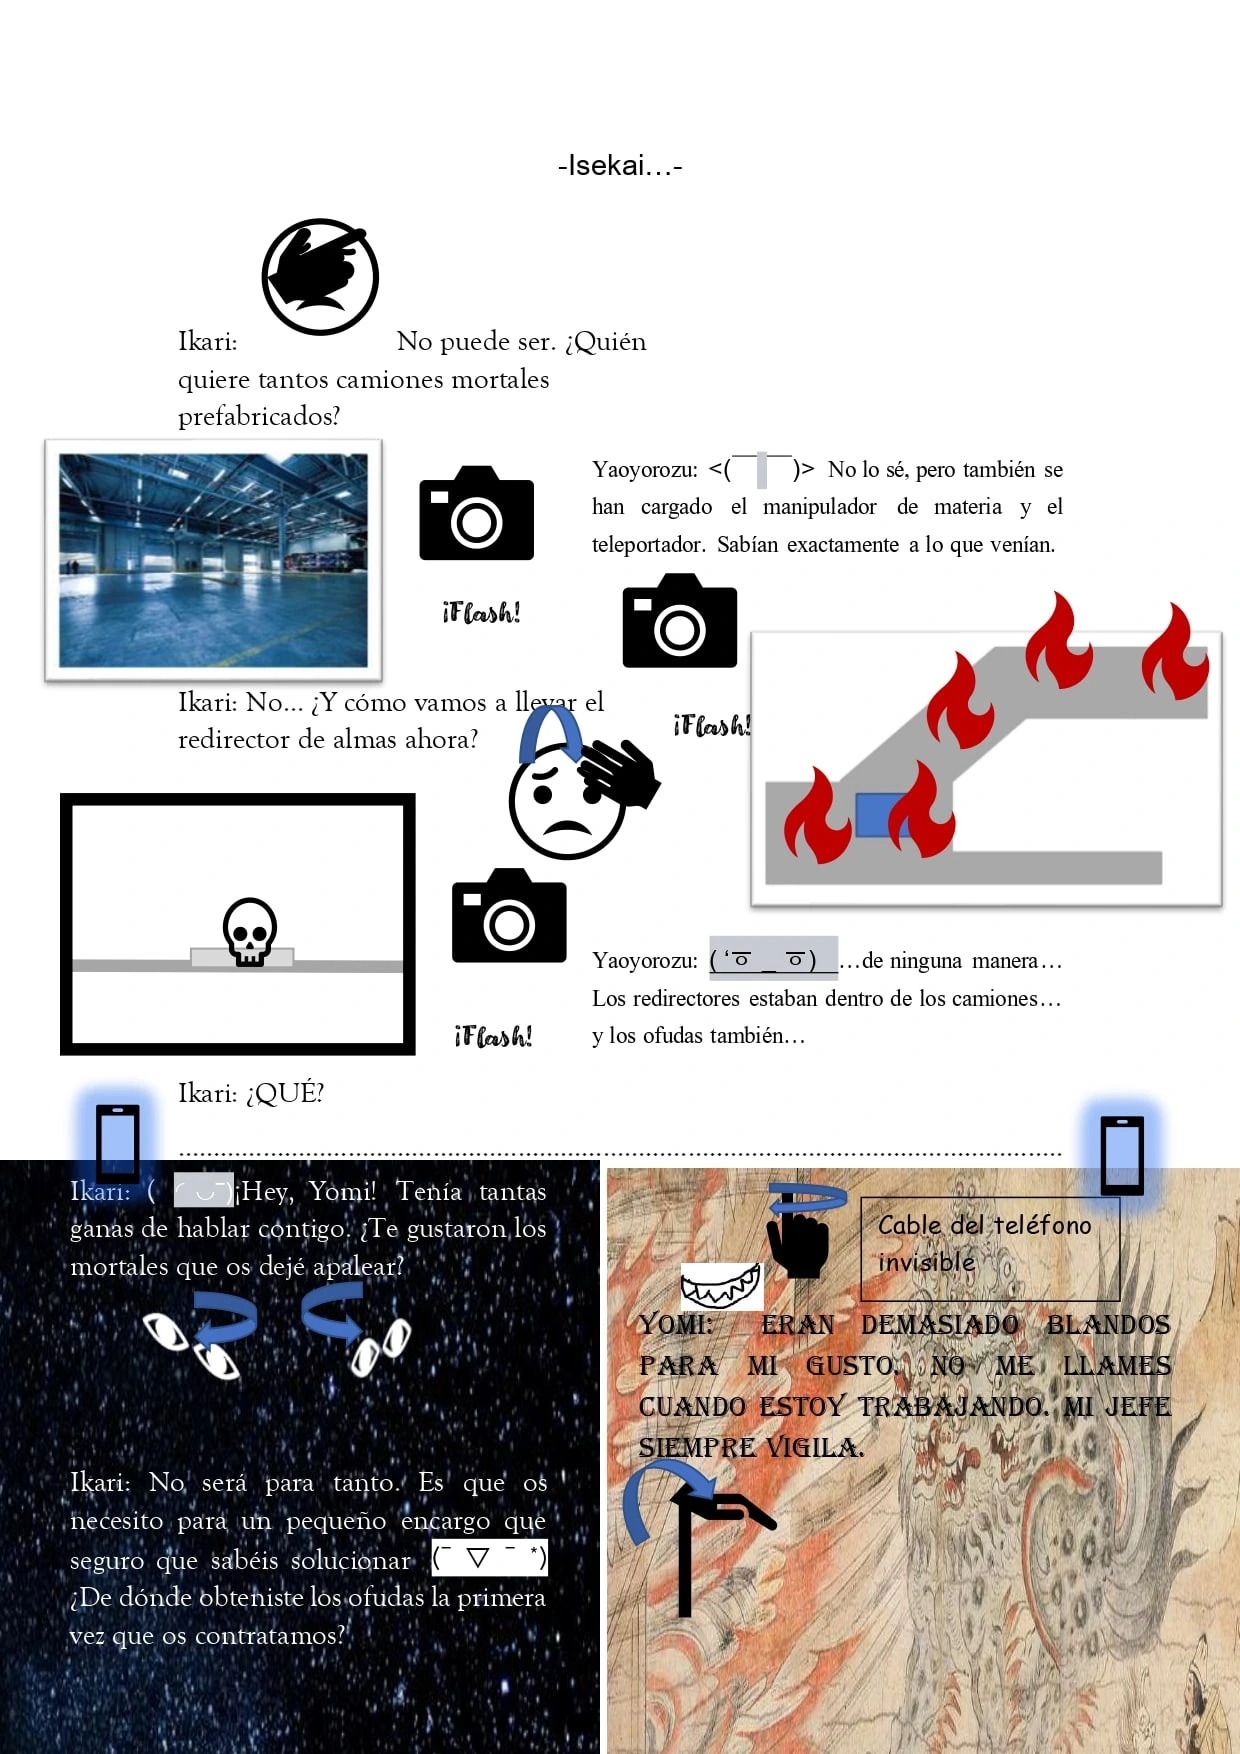 -Isekai...-
Ikari: No puede ser. ¿Quién
quiere tantos camiones mortales
prefabricados?
Yaoyorozu: <(￣ ￣)> No lo sé, pero también se
han cargado el manipulador de materia y el
teleportador. Sabían exactamente a lo que venían.
¡Flash!
Ikari: No... ¿Y cómo vamos a llevar el
redirector de almas ahora?
¡Flash!
Yaoyorozu: ( ‘ㆆ _ ㆆ) …de ninguna manera…
Los redirectores estaban dentro de los camiones…
y los ofudas también…
¡Flash!
Ikari: ¿QUÉ?
Ikari: ( ◜ ◡‾)¡Hey, Yomi! Tenía tantas
ganas de hablar contigo. ¿Te gustaron los
mortales que os dejé apalear?
Cable del teléfono
invisible
YOMI: ERAN DEMASIADO BLANDOS
PARA MI GUSTO. NO ME LLAMES
CUANDO ESTOY TRABAJANDO. MI JEFE
SIEMPRE VIGILA.
Ikari: No será para tanto. Es que os
necesito para un pequeño encargo que
seguro que sabéis solucionar (¯ ▽ ¯ *)
¿De dónde obteniste los ofudas la primera
vez que os contratamos?